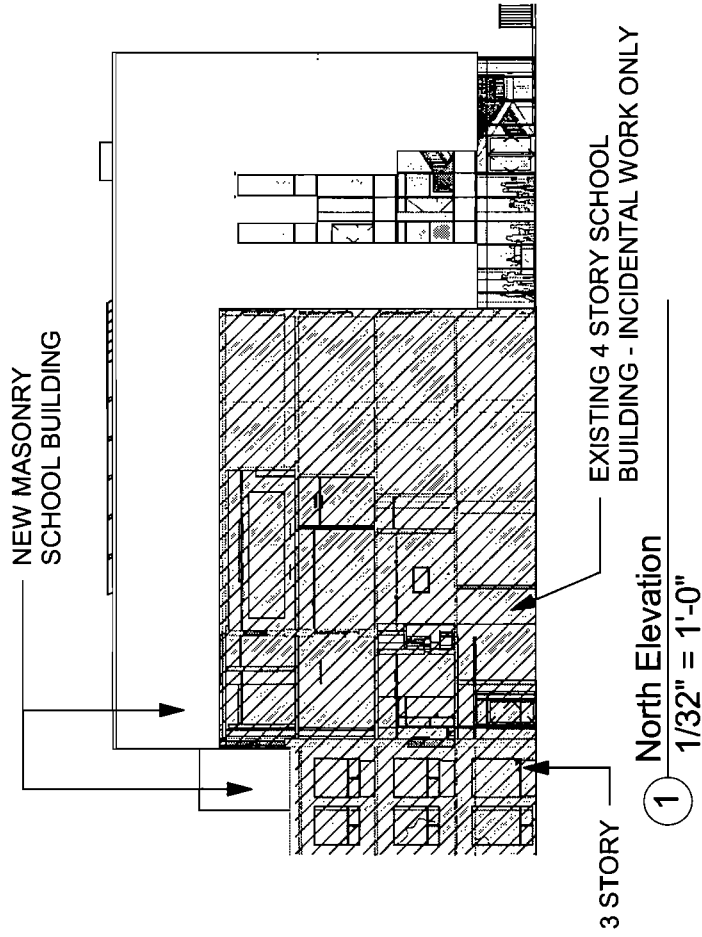 NEW MASONRY
SCHOOL BUILDING
EXISTING 4 STORY SCHOOL
BUILDING - INCIDENTAL WORK ONLY
3 STORY
1
North Elevation
1/32" = 1'-0"